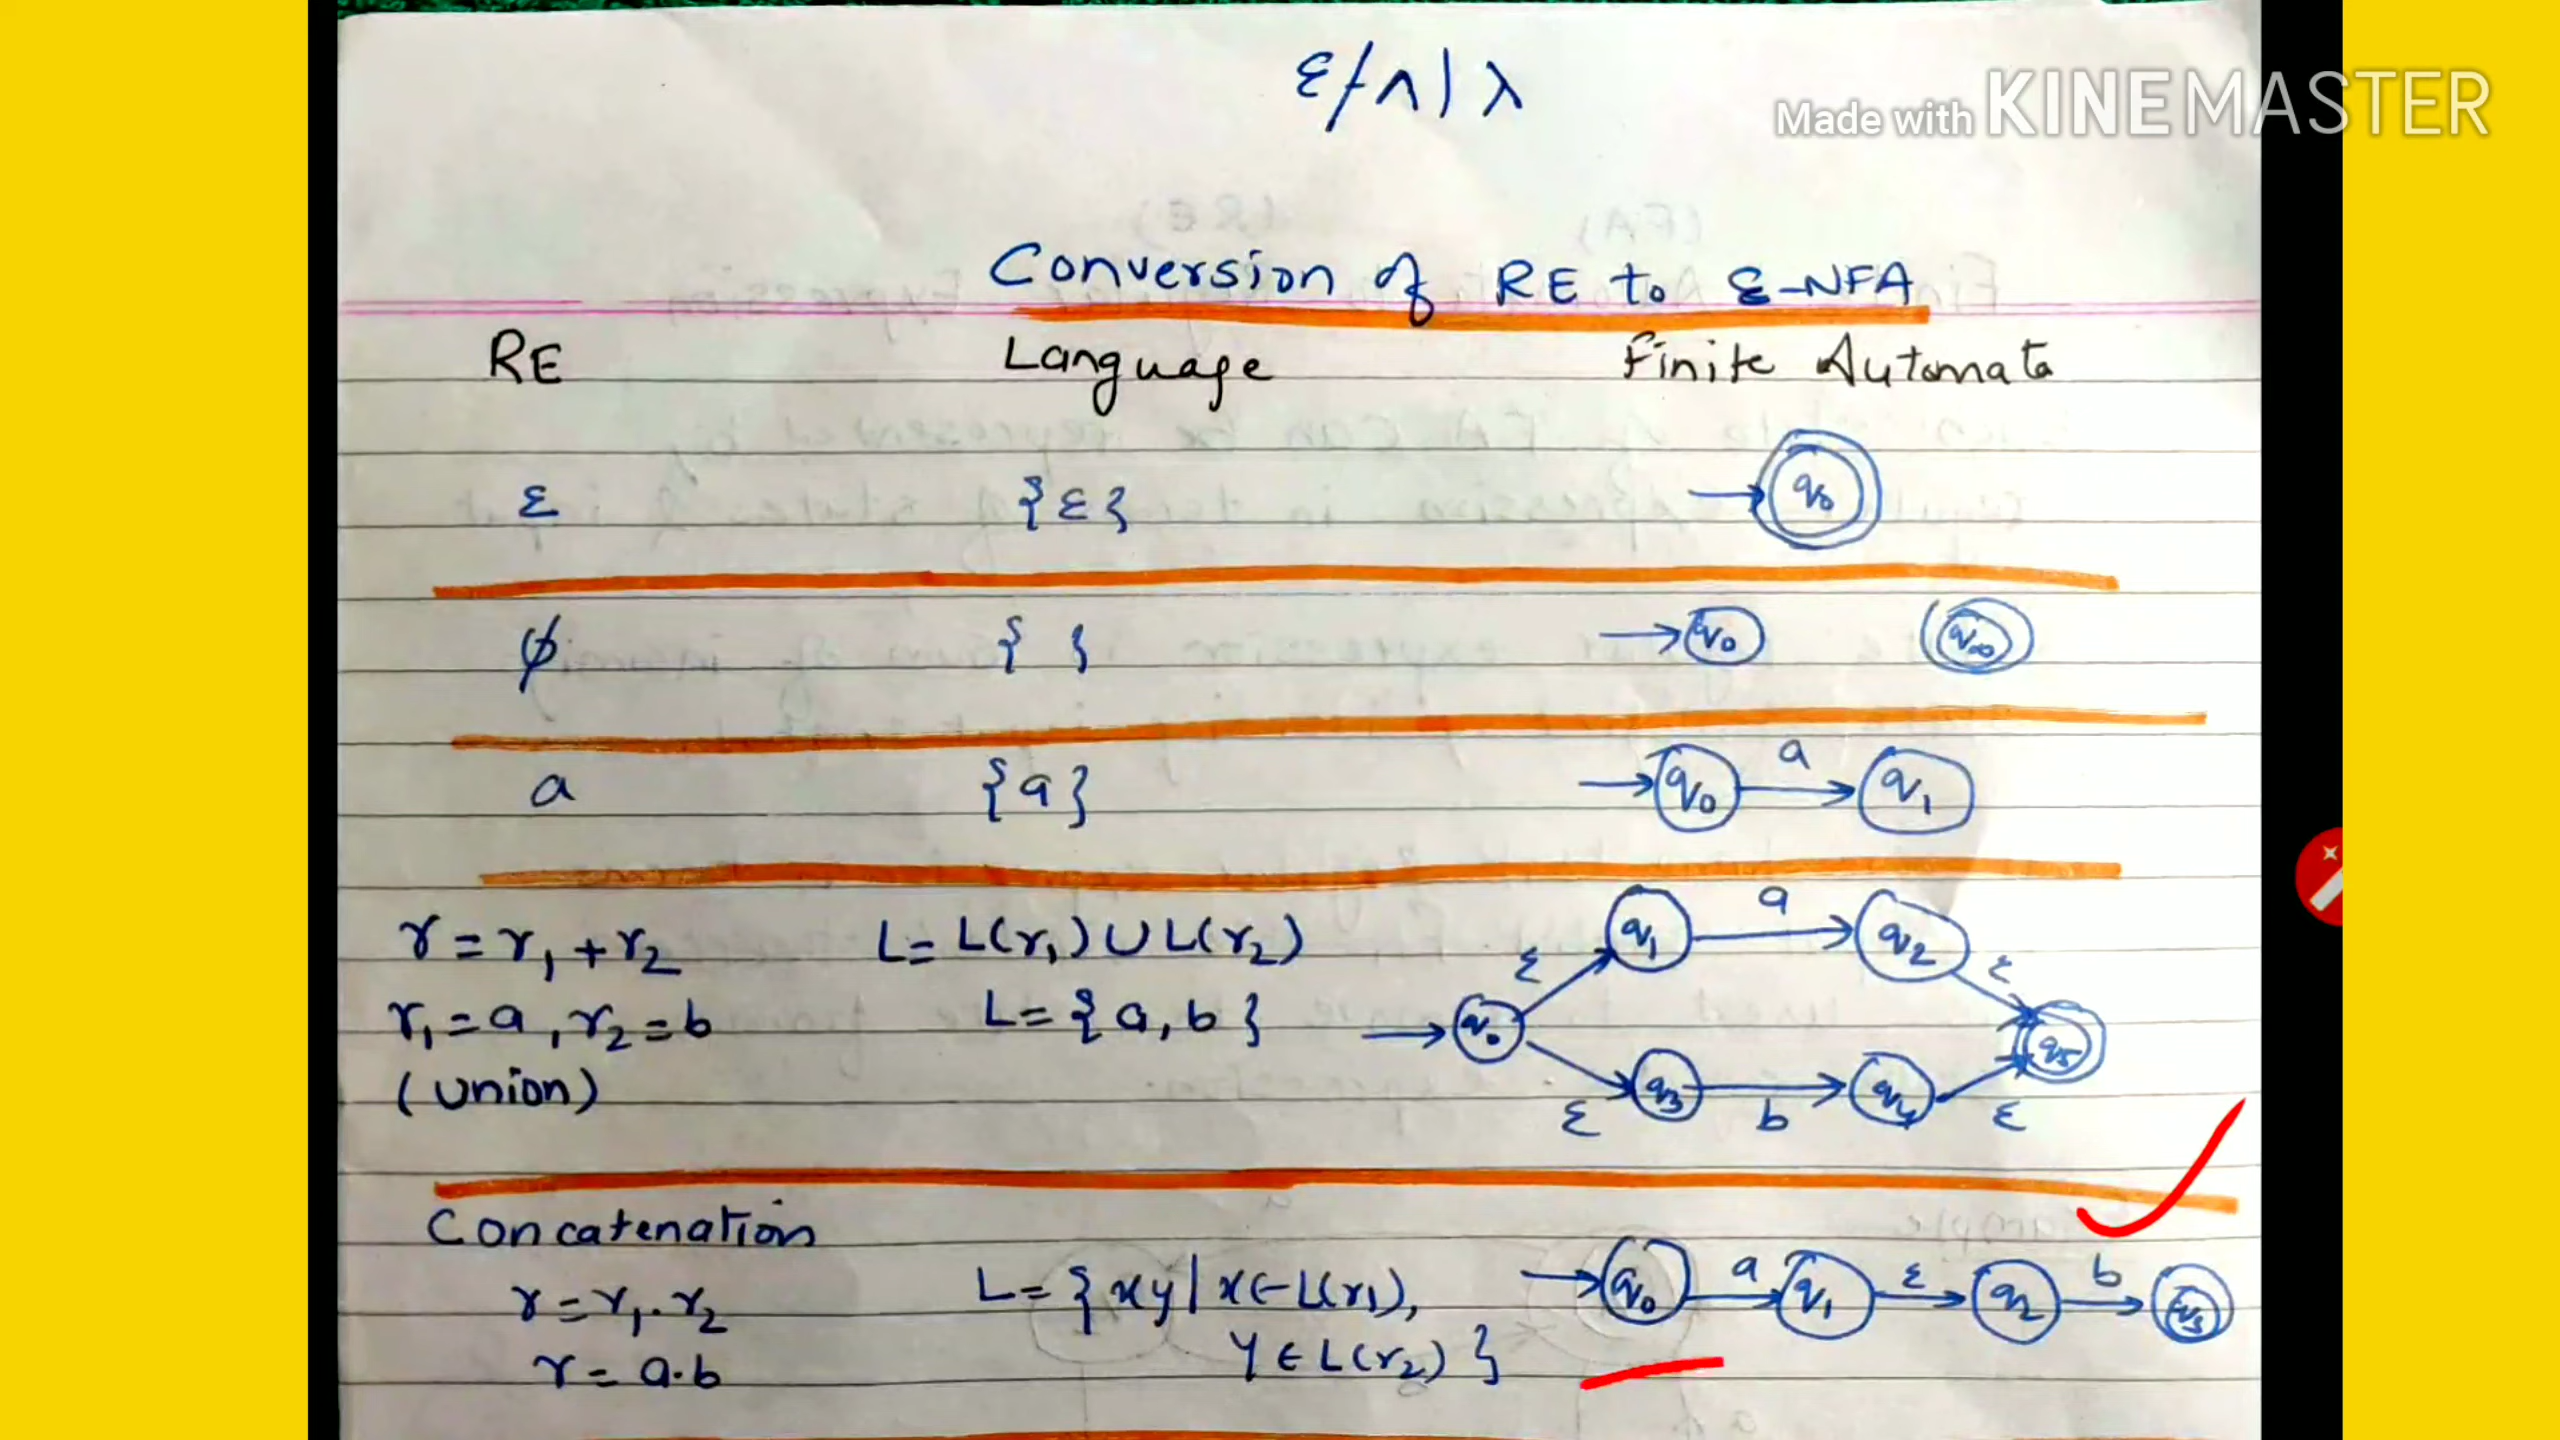 ε/∧|λ
Made with KINEMASTER
Conversion of RE to ε-NFA
RE Language Finite Automata
ε {ε} q0
φ { } q0 q∞
a {a} q0 a q1
r = r1 + r2 L = L(r1) ∪ L(r2) ε q1 a q2 ε
r1 = a, r2 = b L = {a, b} q0 q5
(union) ε q3 b q4 ε
Concatenation
r = r1 . r2 L = {xy | x ∈ L(r1), q0 a q1 ε q2 b
r = a.b y ∈ L(r2) }